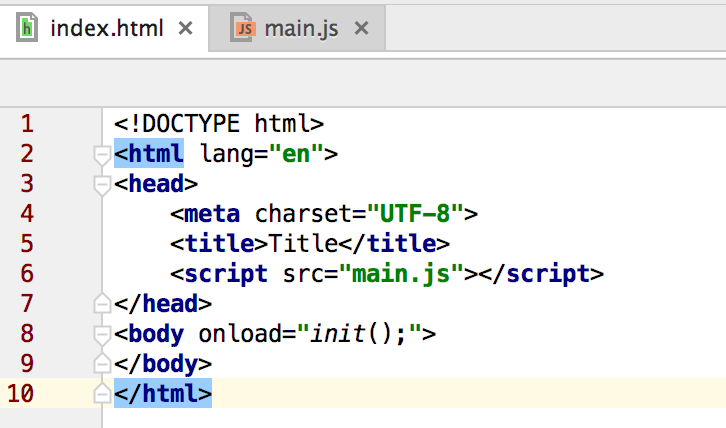 index.html × JS main.js ×
1 <!DOCTYPE html>
2 <html lang="en">
3 <head>
4     <meta charset="UTF-8">
5     <title>Title</title>
6     <script src="main.js"></script>
7 </head>
8 <body onload="init();">
9 </body>
10 </html>